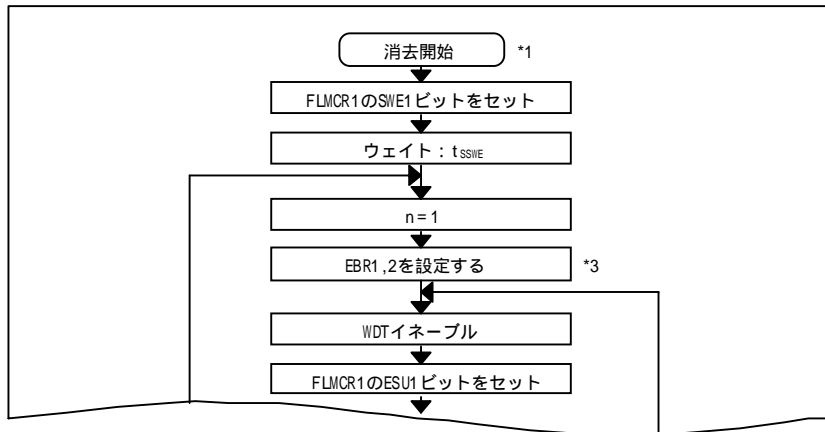 消去開始 *1
FLMCR1のSWE1ビットをセット
ウェイト：tSSWE
n = 1
EBR1,2を設定する *3
WDTイネーブル
FLMCR1のESU1ビットをセット